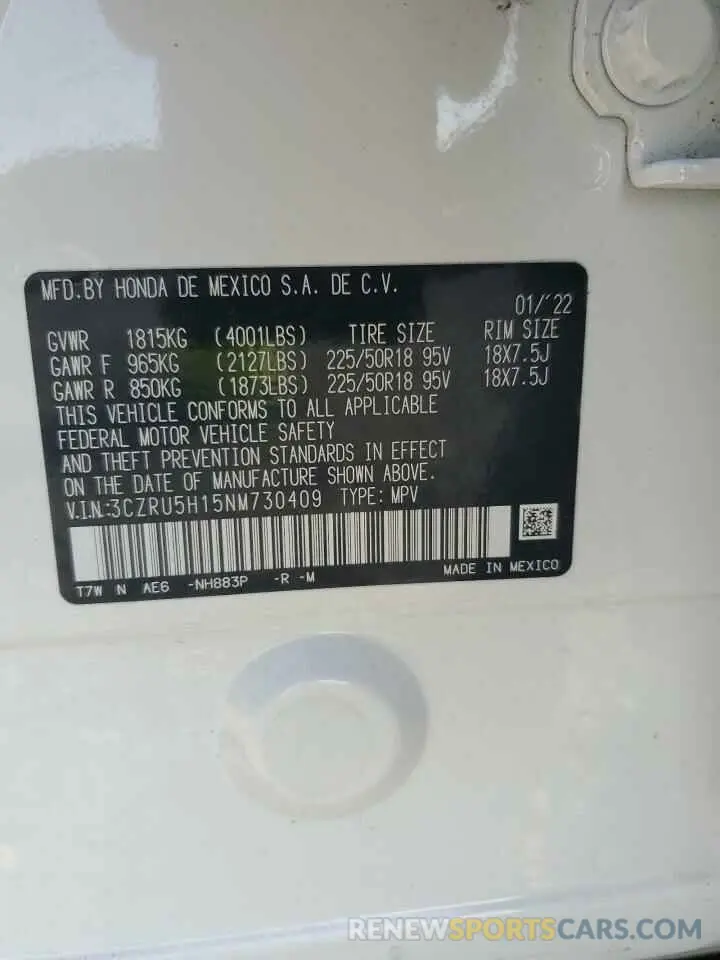 MFD.BY HONDA DE MEXICO S.A. DE C.V.
01/'22
GVWR 1815KG (4001LBS) TIRE SIZE RIM SIZE
GAWR F 965KG (2127LBS) 225/50R18 95V 18X7.5J
GAWR R 850KG (1873LBS) 225/50R18 95V 18X7.5J
THIS VEHICLE CONFORMS TO ALL APPLICABLE
FEDERAL MOTOR VEHICLE SAFETY
AND THEFT PREVENTION STANDARDS IN EFFECT
ON THE DATE OF MANUFACTURE SHOWN ABOVE.
V.I.N.:3CZRU5H15NM730409 TYPE: MPV
T7W N AE6 -NH883P -R -M MADE IN MEXICO
RENEWSPORTSCARS.COM